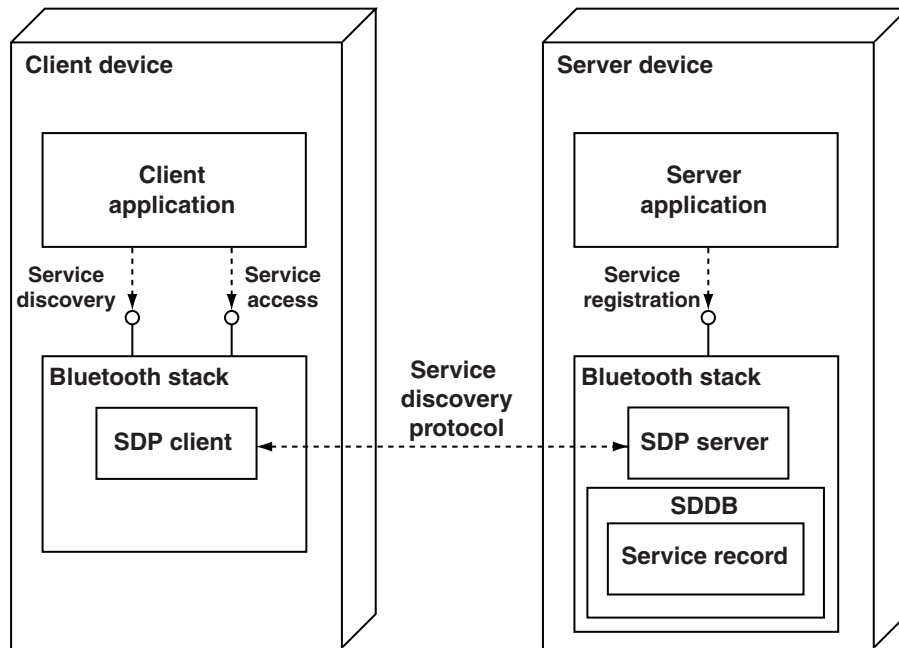 Client device
Client
application
Service
discovery
Service
access
Bluetooth stack
SDP client
Service
discovery
protocol
Server device
Server
application
Service
registration
Bluetooth stack
SDP server
SDDB
Service record